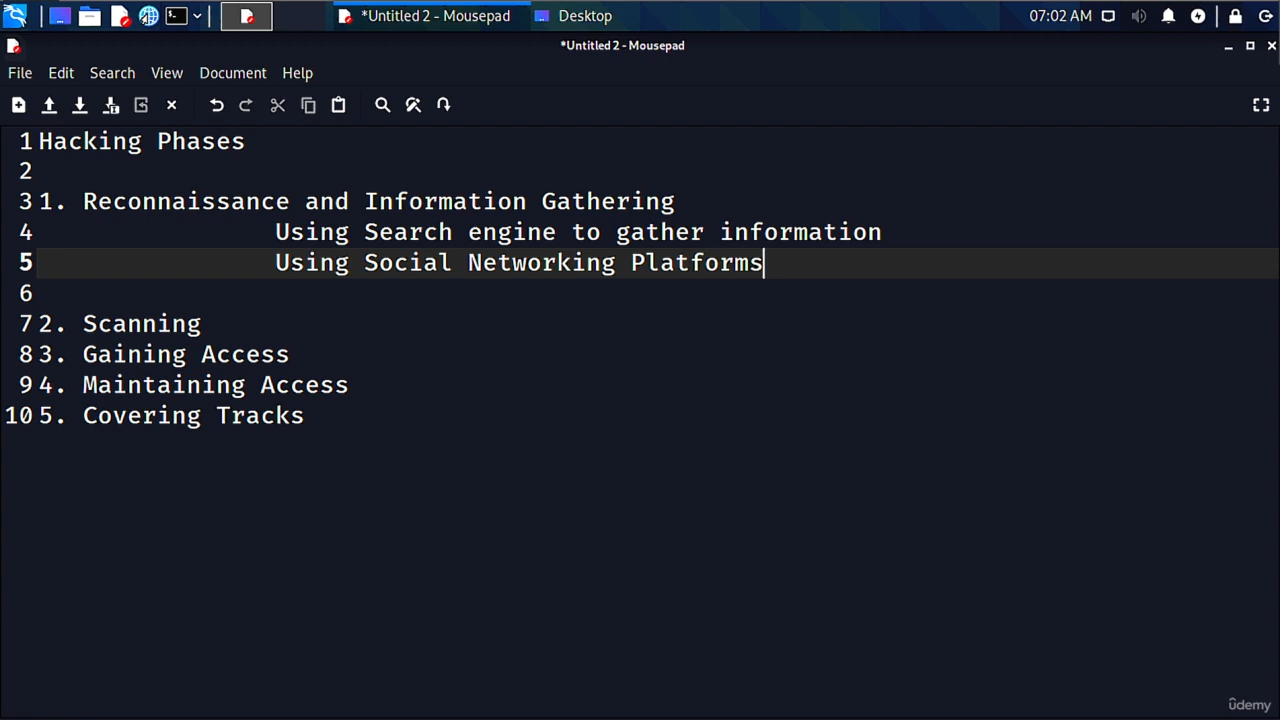 *Untitled 2 - Mousepad
Desktop
07:02 AM
*Untitled 2 - Mousepad
File Edit Search View Document Help
1 Hacking Phases
2
3 1. Reconnaissance and Information Gathering
4 Using Search engine to gather information
5 Using Social Networking Platforms
6
7 2. Scanning
8 3. Gaining Access
9 4. Maintaining Access
10 5. Covering Tracks
ûdemy